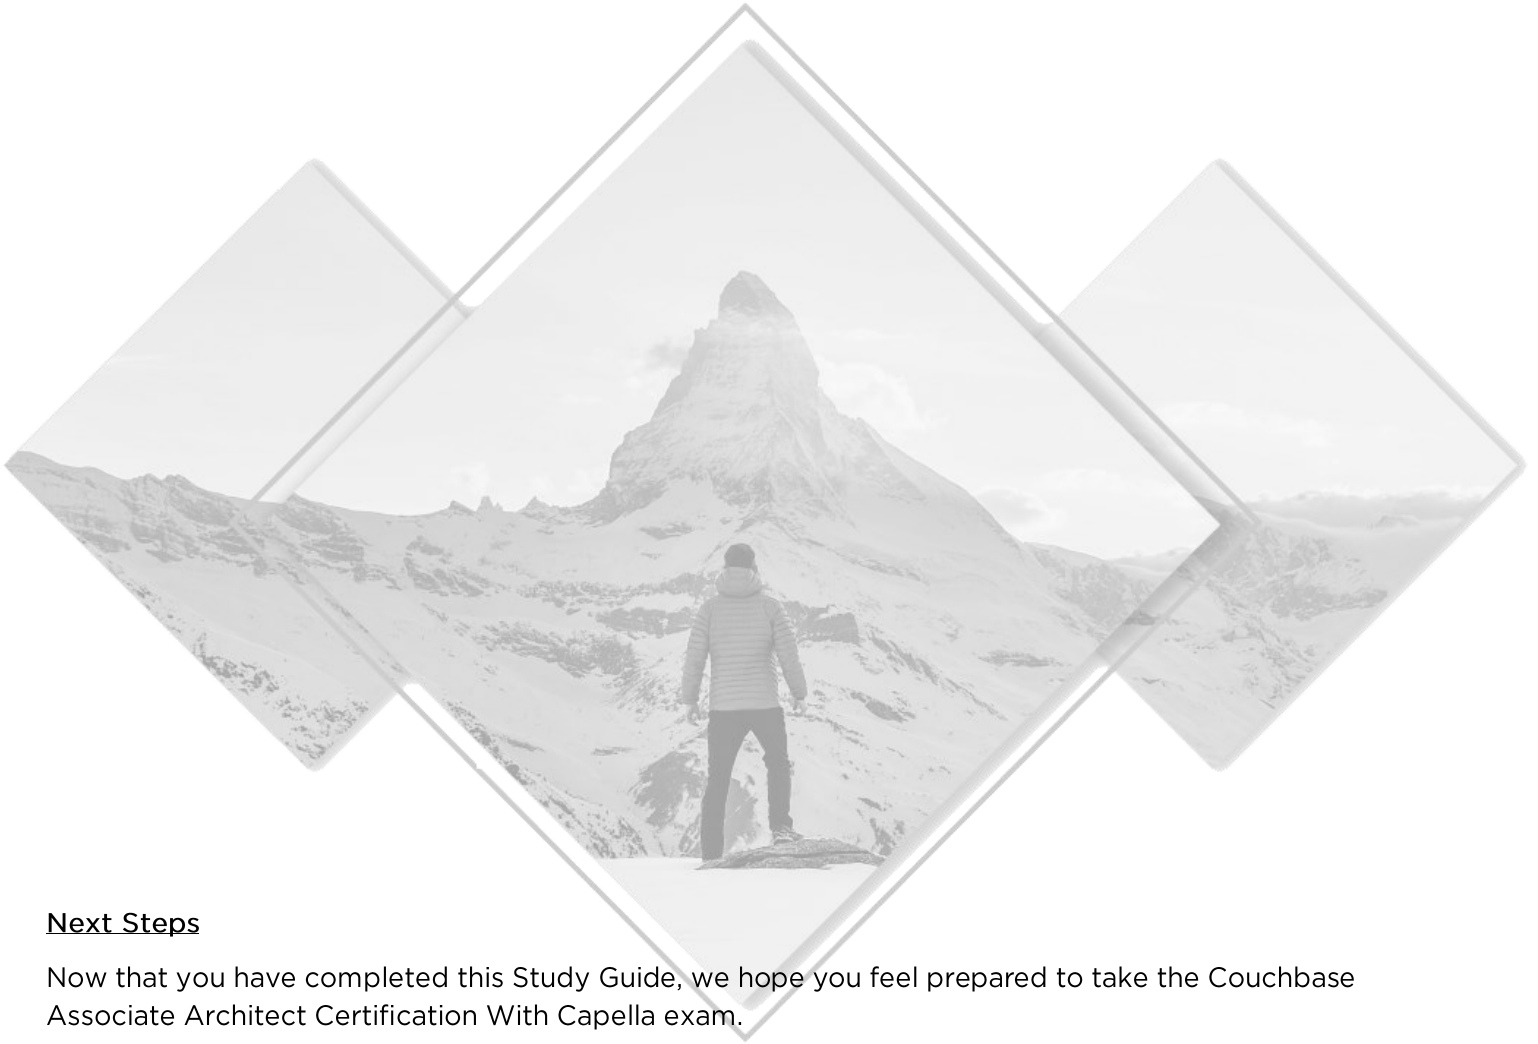 Next Steps
Now that you have completed this Study Guide, we hope you feel prepared to take the Couchbase
Associate Architect Certification With Capella exam.